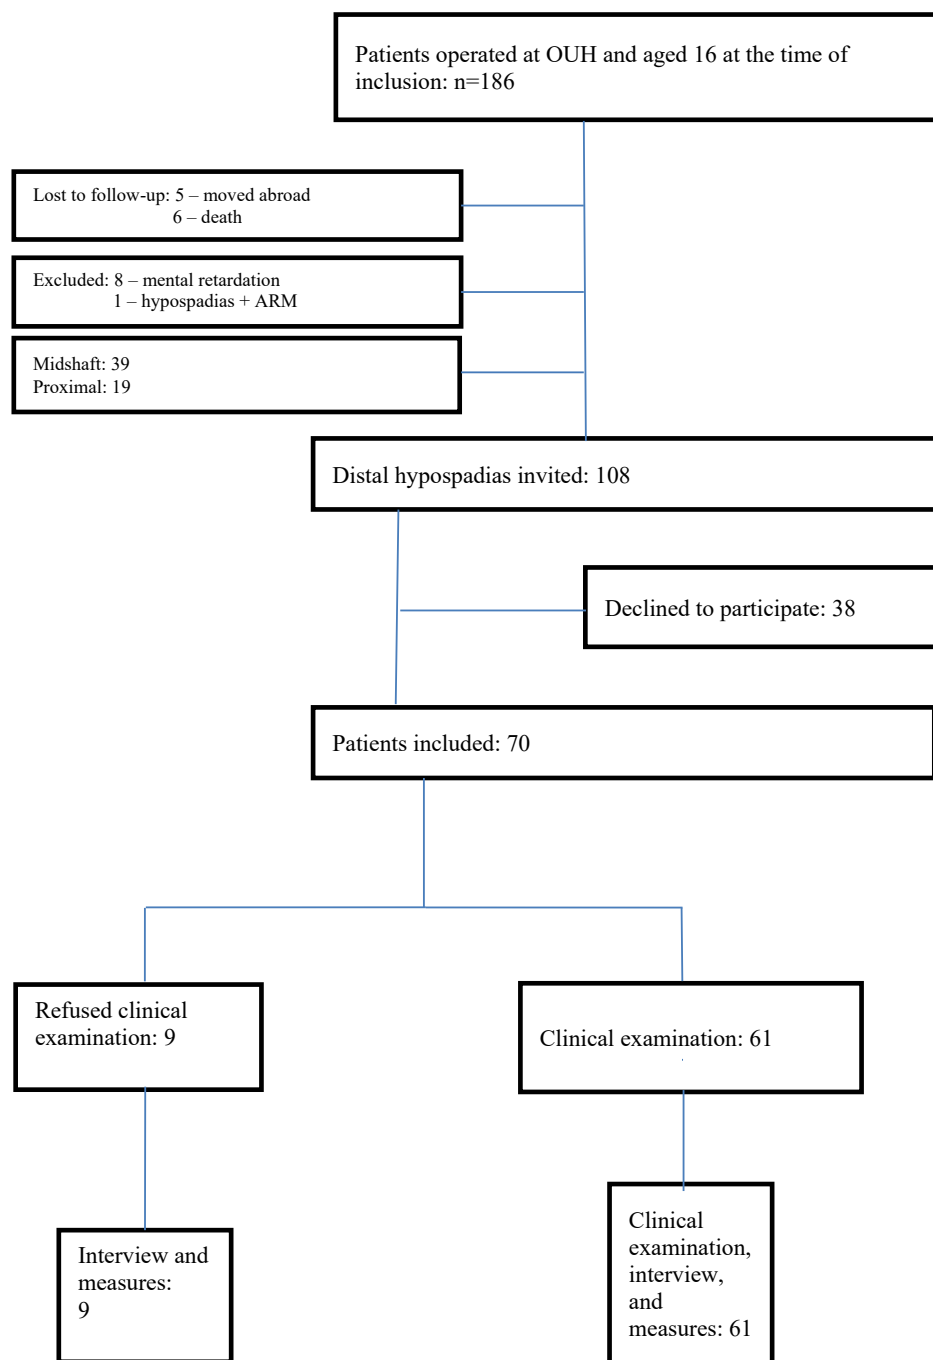 Patients operated at OUH and aged 16 at the time of
inclusion: n=186
Lost to follow-up: 5 – moved abroad
6 – death
Excluded: 8 – mental retardation
1 – hypospadias + ARM
Midshaft: 39
Proximal: 19
Distal hypospadias invited: 108
Declined to participate: 38
Patients included: 70
Refused clinical
examination: 9
Clinical examination: 61
Interview and
measures:
9
Clinical
examination,
interview,
and
measures: 61